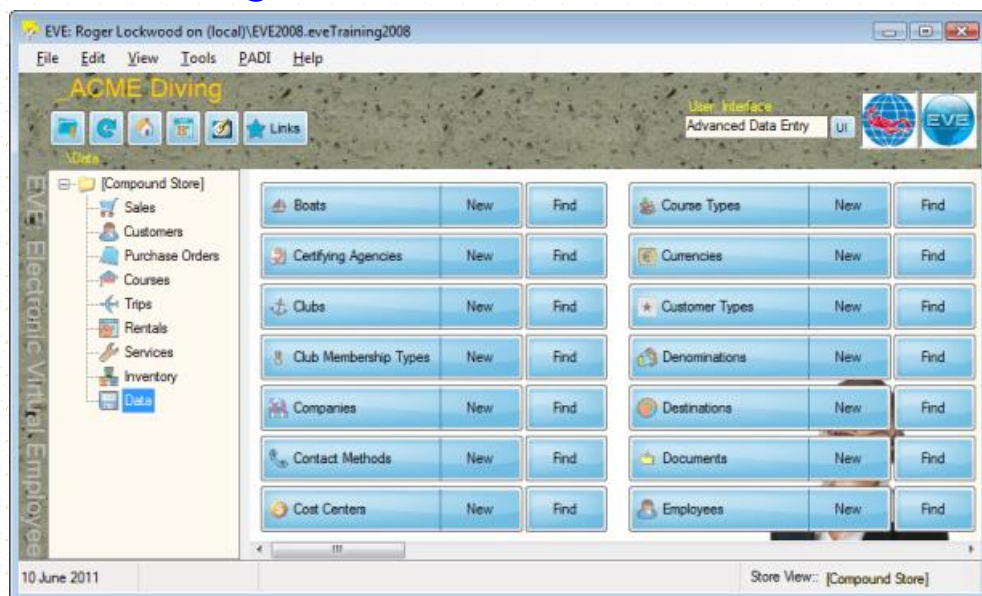 EVE: Roger Lockwood on (local)\EVE2008.eveTraining2008
File Edit View Tools PADI Help
_ACME Diving
User Interface
Links
Advanced Data Entry UI
EVE
.\Data
EVE Electronic Virtual Employee
[Compound Store]
Sales
Customers
Purchase Orders
Courses
Trips
Rentals
Services
Inventory
Data
Boats New Find Course Types New Find
Certifying Agencies New Find Currencies New Find
Clubs New Find Customer Types New Find
Club Membership Types New Find Denominations New Find
Companies New Find Destinations New Find
Contact Methods New Find Documents New Find
Cost Centers New Find Employees New Find
10 June 2011 Store View:: [Compound Store]